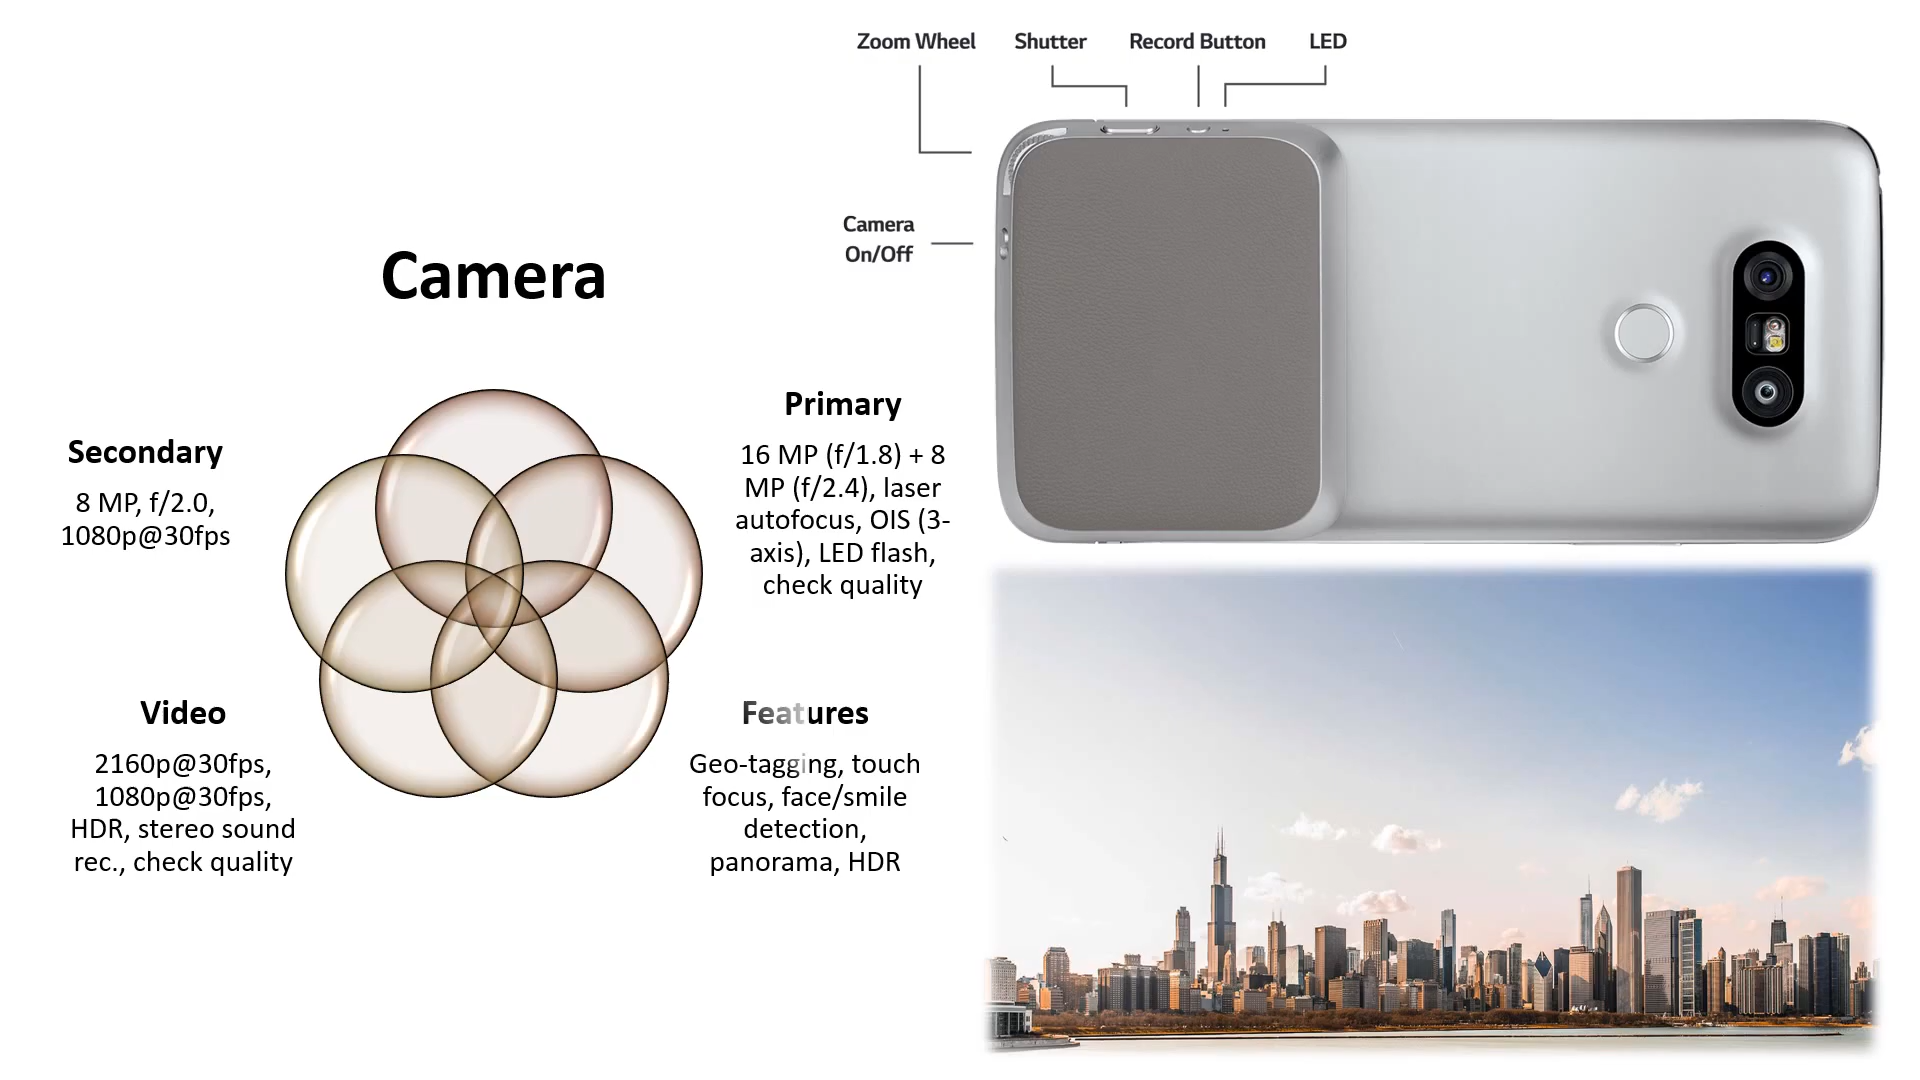 Zoom Wheel
Shutter
Record Button
LED
Camera
On/Off
Camera
Primary
16 MP (f/1.8) + 8
MP (f/2.4), laser
autofocus, OIS (3-
axis), LED flash,
check quality
Secondary
8 MP, f/2.0,
1080p@30fps
Video
2160p@30fps,
1080p@30fps,
HDR, stereo sound
rec., check quality
Features
Geo-tagging, touch
focus, face/smile
detection,
panorama, HDR